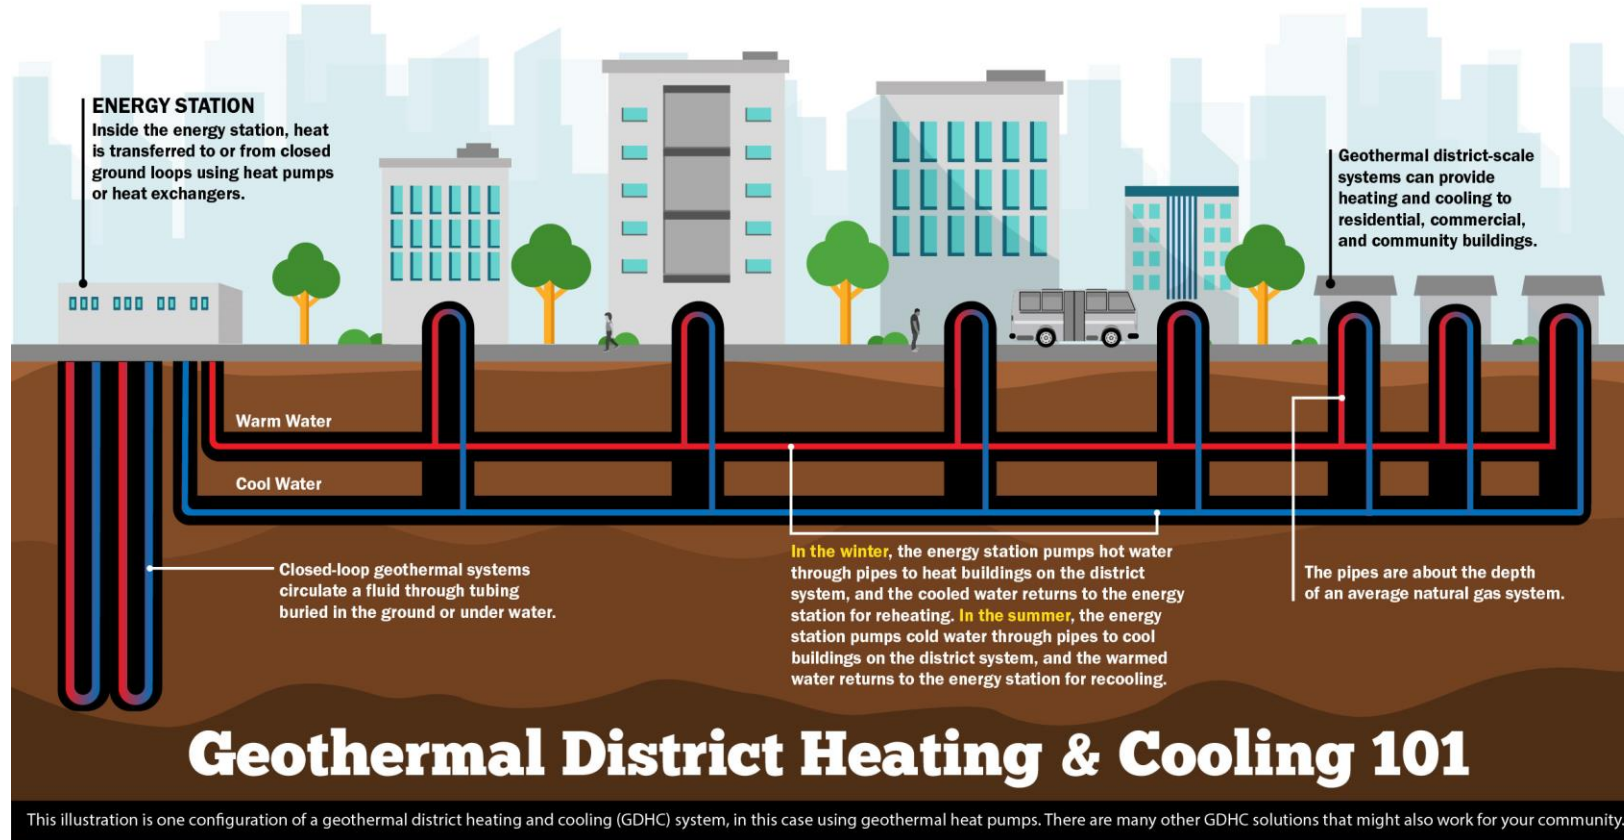 ENERGY STATION
Inside the energy station, heat
is transferred to or from closed
ground loops using heat pumps
or heat exchangers.
Geothermal district-scale
systems can provide
heating and cooling to
residential, commercial,
and community buildings.
Warm Water
Cool Water
Closed-loop geothermal systems
circulate a fluid through tubing
buried in the ground or under water.
In the winter, the energy station pumps hot water
through pipes to heat buildings on the district
system, and the cooled water returns to the energy
station for reheating. In the summer, the energy
station pumps cold water through pipes to cool
buildings on the district system, and the warmed
water returns to the energy station for recooling.
The pipes are about the depth
of an average natural gas system.
Geothermal District Heating & Cooling 101
This illustration is one configuration of a geothermal district heating and cooling (GDHC) system, in this case using geothermal heat pumps. There are many other GDHC solutions that might also work for your community.